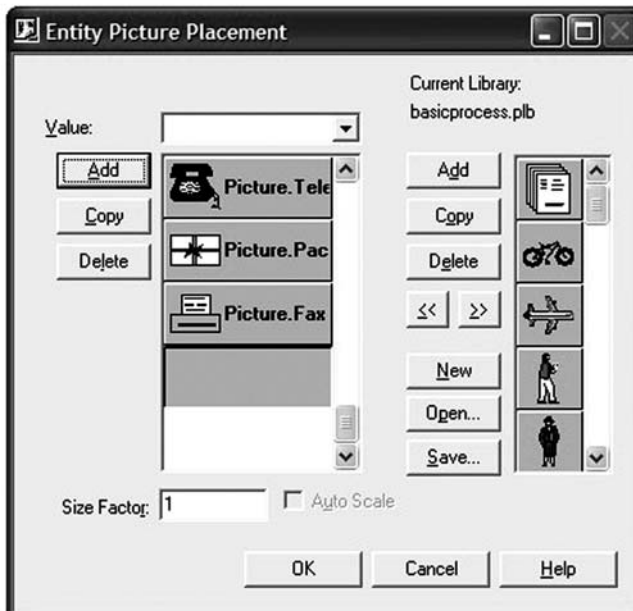 Entity Picture Placement
Current Library:
basicprocess.plb
Value:
Add
Copy
Delete
Picture.Tele
Picture.Pac
Picture.Fax
Add
Copy
Delete
<<
>>
New
Open...
Save...
Size Factor: 1
Auto Scale
OK
Cancel
Help